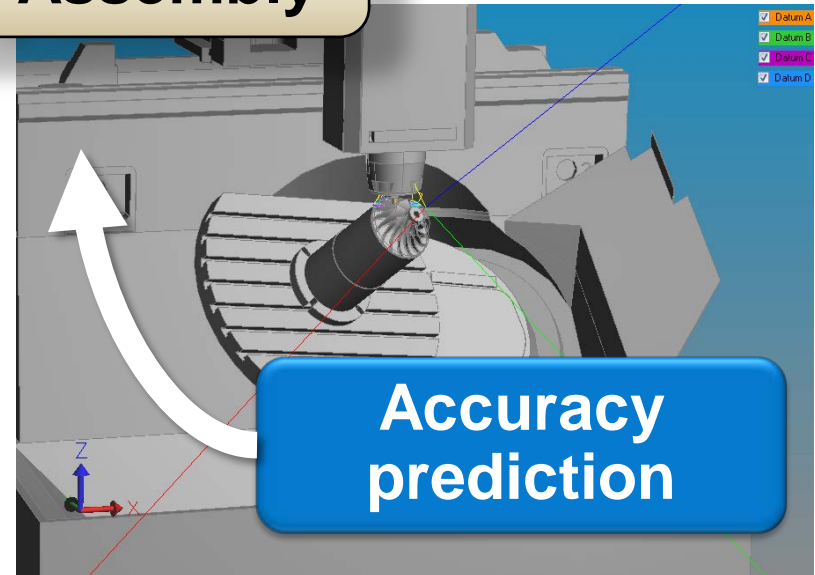 Assembly
Datum A
Datum B
Datum C
Datum D
Accuracy
prediction
Z
X